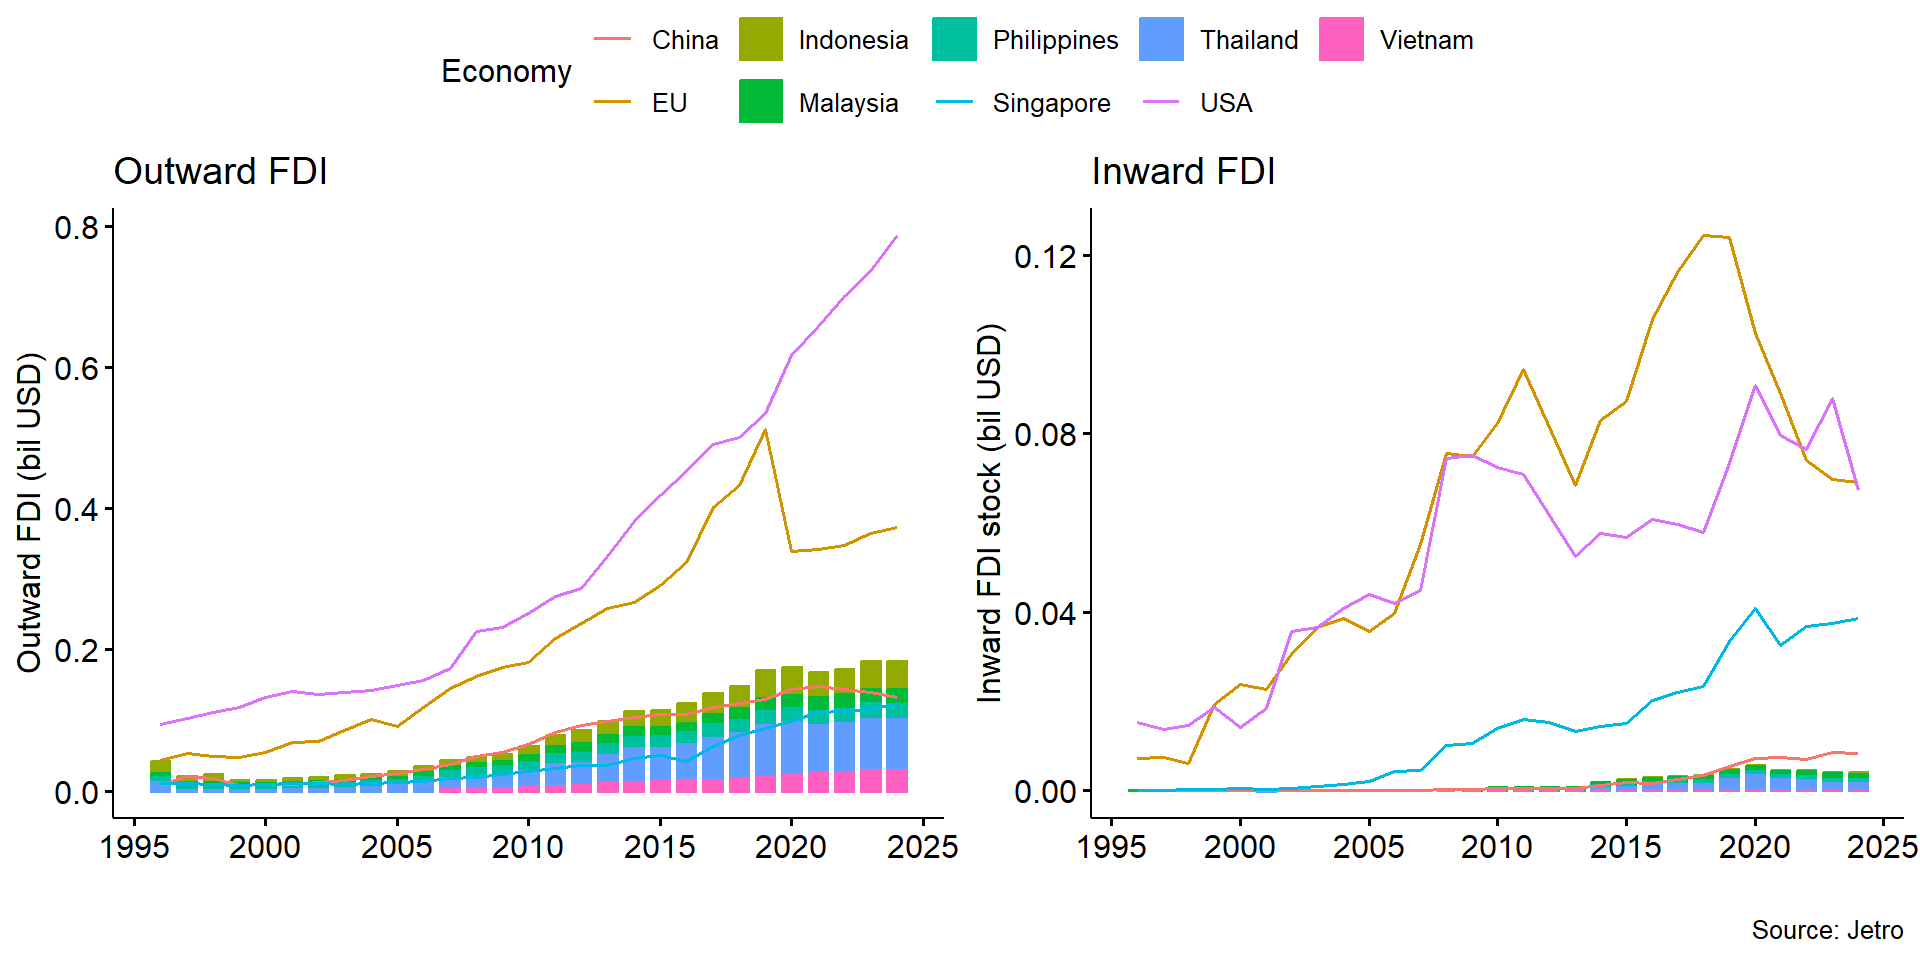 Economy
China
Indonesia
Philippines
Thailand
Vietnam
EU
Malaysia
Singapore
USA
Outward FDI
Outward FDI (bil USD)
0.8
0.6
0.4
0.2
0.0
1995
2000
2005
2010
2015
2020
2025
Inward FDI
Inward FDI stock (bil USD)
0.12
0.08
0.04
0.00
1995
2000
2005
2010
2015
2020
2025
Source: Jetro